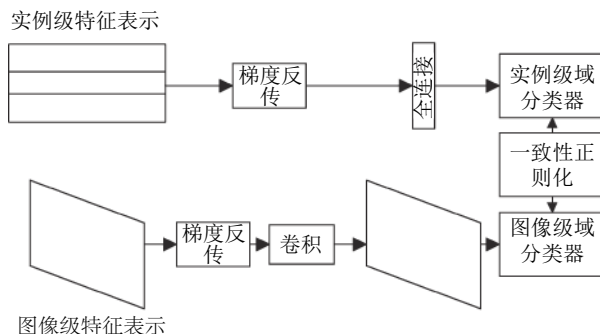 实例级特征表示
梯度反
传
全连接
实例级域
分类器
一致性正
则化
梯度反
传
卷积
图像级域
分类器
图像级特征表示